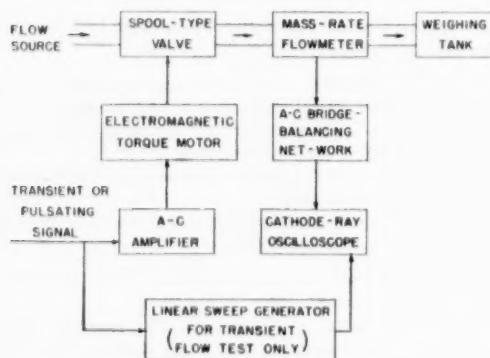 FLOW
SOURCE
SPOOL-TYPE
VALVE
MASS-RATE
FLOWMETER
WEIGHING
TANK
ELECTROMAGNETIC
TORQUE MOTOR
A-C BRIDGE-
BALANCING
NET-WORK
TRANSIENT OR
PULSATING
SIGNAL
A-C
AMPLIFIER
CATHODE-RAY
OSCILLOSCOPE
LINEAR SWEEP GENERATOR
(FOR TRANSIENT
FLOW TEST ONLY)